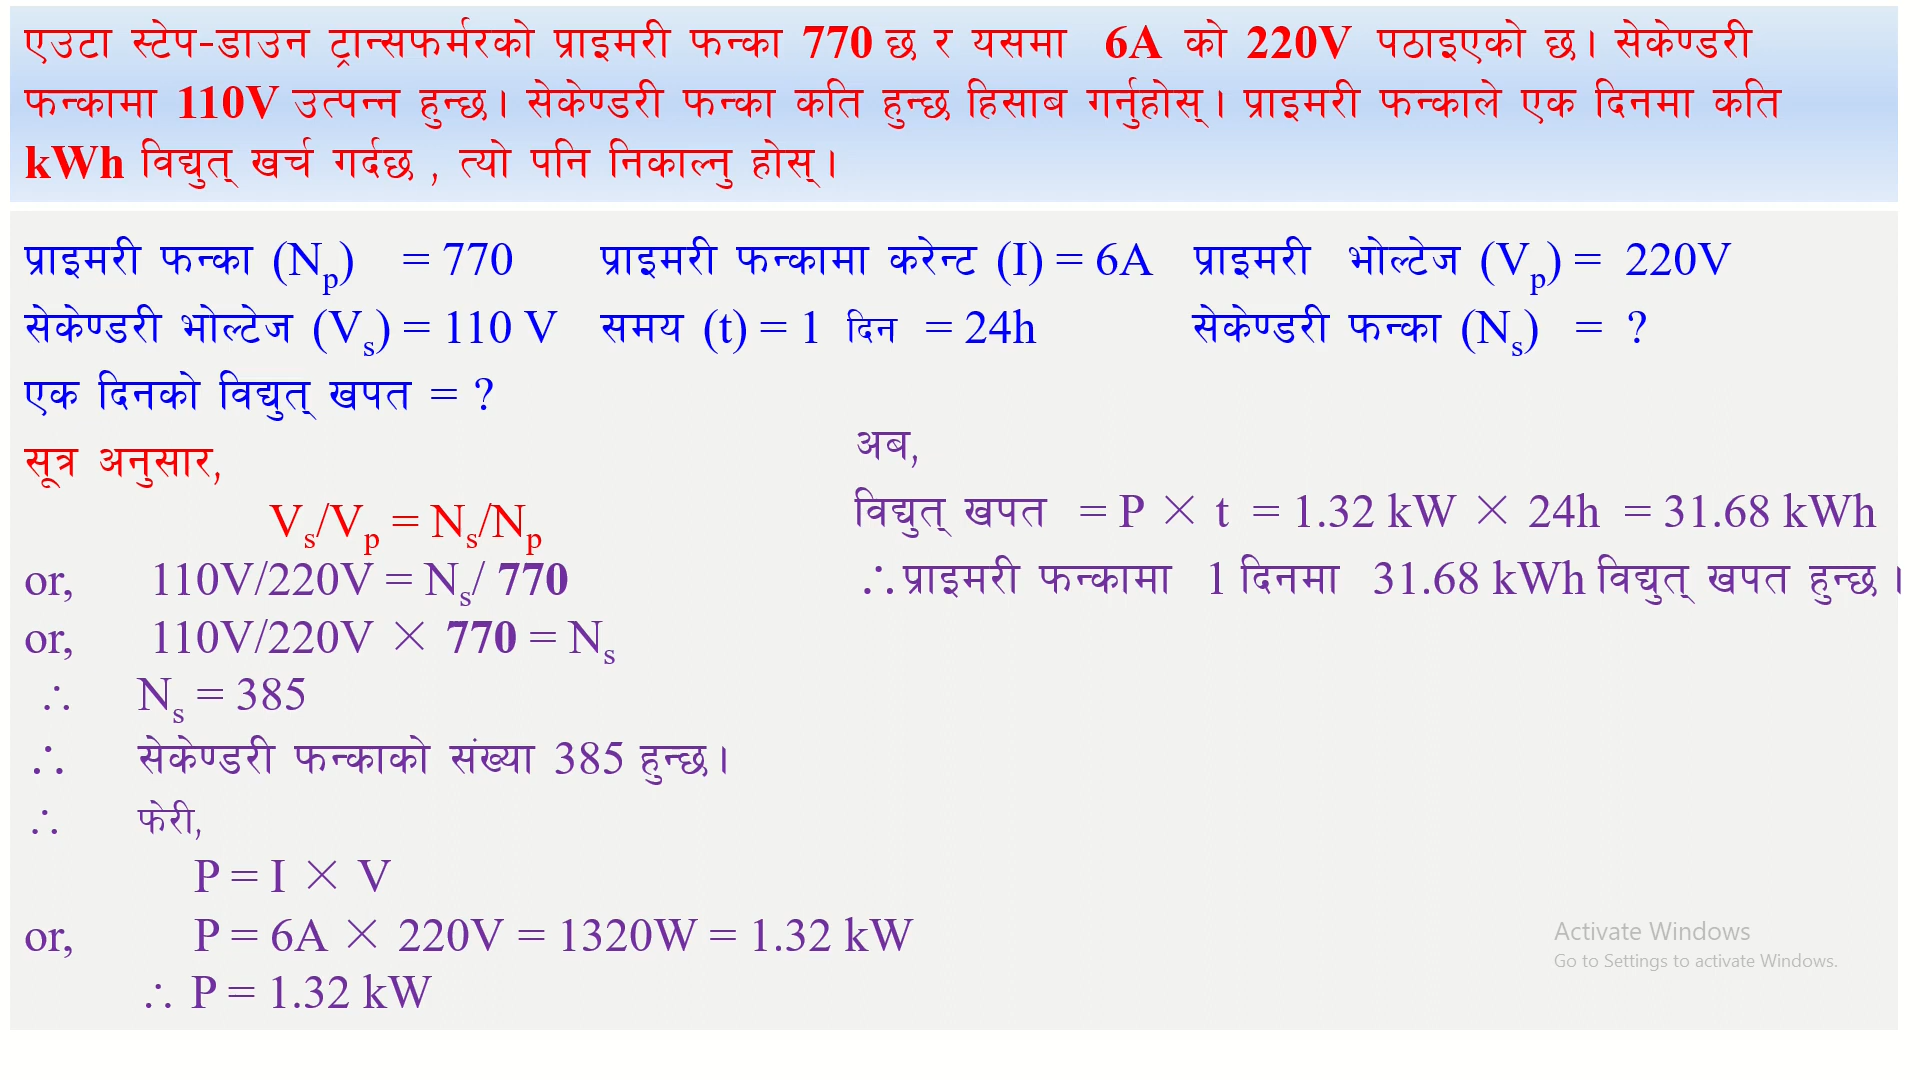 एउटा स्टेप-डाउन ट्रान्सफर्मरको प्राइमरी फन्का 770 छ र यसमा 6A को 220V पठाइएको छ। सेकेण्डरी
फन्कामा 110V उत्पन्न हुन्छ। सेकेण्डरी फन्का कति हुन्छ हिसाब गर्नुहोस्। प्राइमरी फन्काले एक दिनमा कति
kWh विद्युत् खर्च गर्दछ , त्यो पनि निकाल्नु होस्।
प्राइमरी फन्का (Np) = 770 प्राइमरी फन्कामा करेन्ट (I) = 6A प्राइमरी भोल्टेज (Vp) = 220V
सेकेण्डरी भोल्टेज (Vs) = 110 V समय (t) = 1 दिन = 24h सेकेण्डरी फन्का (Ns) = ?
एक दिनको विद्युत् खपत = ?
सूत्र अनुसार,
Vs/Vp = Ns/Np
or, 110V/220V = Ns/ 770
or, 110V/220V × 770 = Ns
∴ Ns = 385
∴ सेकेण्डरी फन्काको संख्या 385 हुन्छ।
∴ फेरी,
P = I × V
or, P = 6A × 220V = 1320W = 1.32 kW
∴ P = 1.32 kW
अब,
विद्युत् खपत = P × t = 1.32 kW × 24h = 31.68 kWh
∴प्राइमरी फन्कामा 1 दिनमा 31.68 kWh विद्युत् खपत हुन्छ।
Activate Windows
Go to Settings to activate Windows.